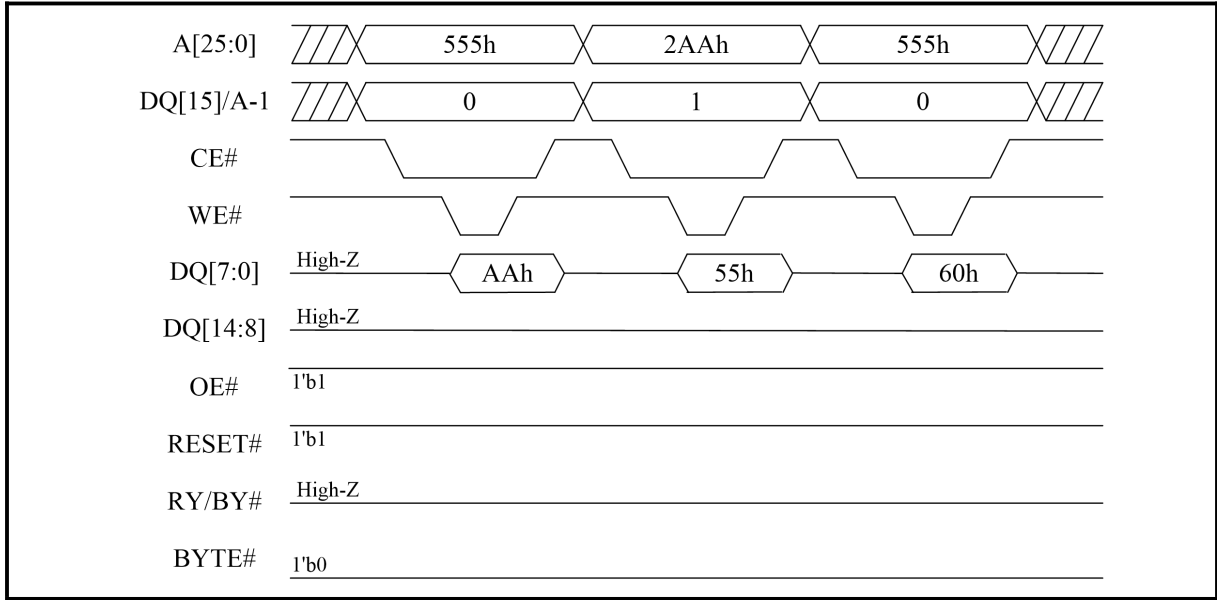 A[25:0] 555h 2AAh 555h
DQ[15]/A-1 0 1 0
CE#
WE#
DQ[7:0] High-Z AAh 55h 60h
DQ[14:8] High-Z
OE# 1'b1
RESET# 1'b1
RY/BY# High-Z
BYTE# 1'b0